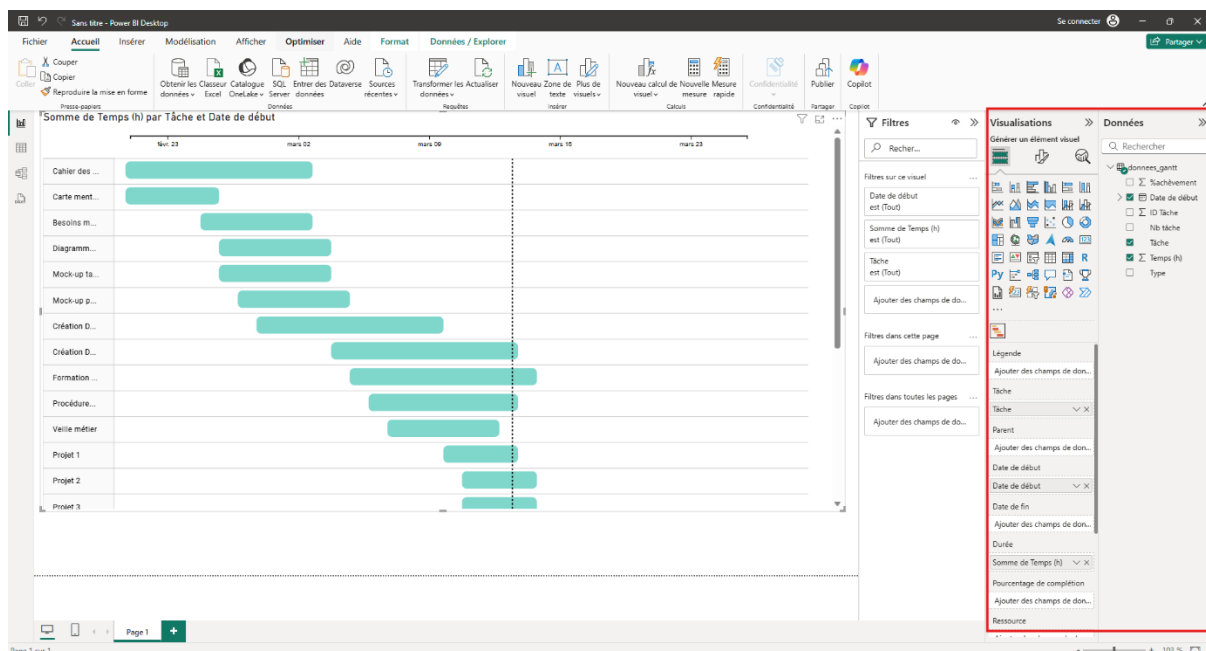 Sans titre - Power BI Desktop
Se connecter
Fichier Accueil Insérer Modélisation Afficher Optimiser Aide Format Données / Explorer
Partager
Coller
Couper
Copier
Reproduire la mise en forme
Presse-papiers
Obtenir les données
Classeur Excel
Catalogue OneLake
SQL Server
Entrer des données
Dataverse
Sources récentes
Données
Transformer les données
Actualiser
Requêtes
Nouveau visuel
Zone de texte
Plus de visuels
Insérer
Nouveau calcul de visuel
Nouvelle mesure
Mesure rapide
Calculs
Confidentialité
Confidentialité
Publier
Partager
Copilot
Copilot
Somme de Temps (h) par Tâche et Date de début
févr. 23 mars 02 mars 09 mars 16 mars 23
Cahier des ...
Carte ment...
Besoins m...
Diagramm...
Mock-up ta...
Mock-up p...
Création D...
Création D...
Formation ...
Procédure...
Veille métier
Projet 1
Projet 2
Projet 3
Filtres
Recher...
Filtres sur ce visuel
Date de début
est (Tout)
Somme de Temps (h)
est (Tout)
Tâche
est (Tout)
Ajouter des champs de do...
Filtres dans cette page
Ajouter des champs de do...
Filtres dans toutes les pages
Ajouter des champs de do...
Visualisations
Générer un élément visuel
123
R
Py
Légende
Ajouter des champs de don...
Tâche
Tâche
Parent
Ajouter des champs de don...
Date de début
Date de début
Date de fin
Ajouter des champs de don...
Durée
Somme de Temps (h)
Pourcentage de complétion
Ajouter des champs de don...
Ressource
Données
Rechercher
donnees_gantt
%achèvement
Date de début
ID Tâche
Nb tâche
Tâche
Temps (h)
Type
Page 1
Page 1 sur 1
103 %